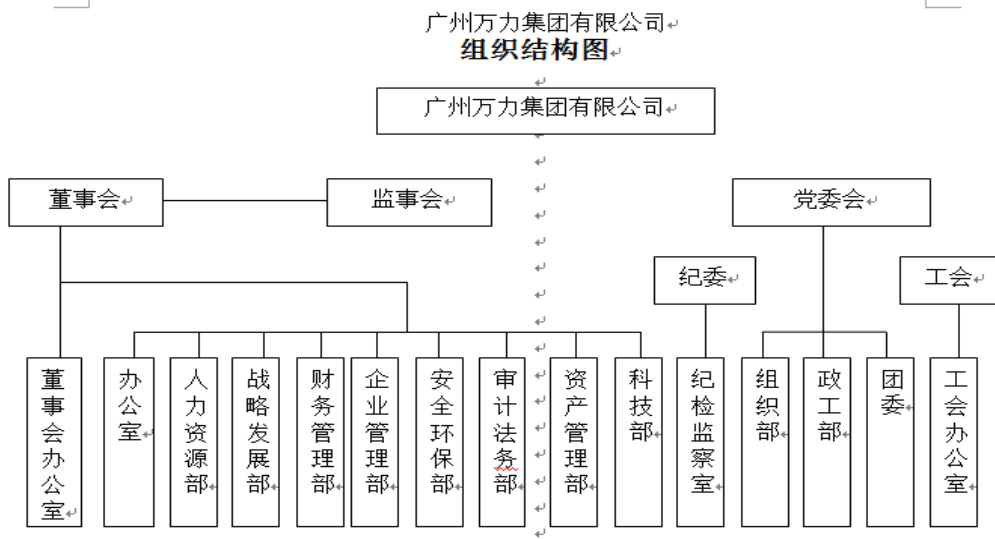 广州万力集团有限公司
组织结构图
广州万力集团有限公司
董事会
监事会
党委会
纪委
工会
董事会办公室
办公室
人力资源部
战略发展部
财务管理部
企业管理部
安全环保部
审计法务部
资产管理部
科技部
纪检监察室
组织部
政工部
团委
工会办公室